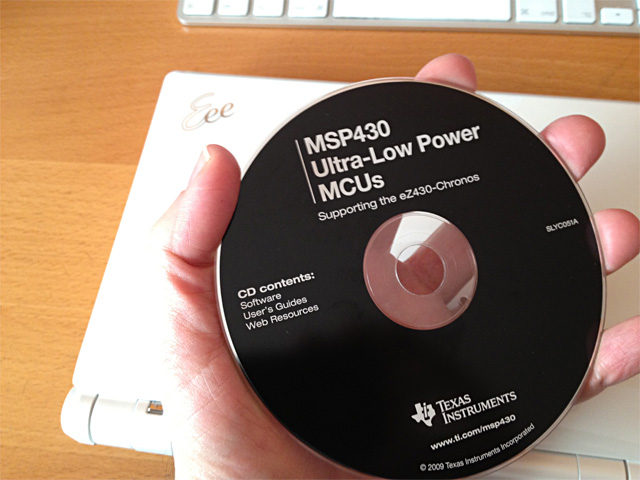 Eee
MSP430
Ultra-Low Power
MCUs
Supporting the eZ430-Chronos
SLYC051A
CD contents:
Software
User's Guides
Web Resources
TEXAS
INSTRUMENTS
www.ti.com/msp430
© 2009 Texas Instruments Incorporated